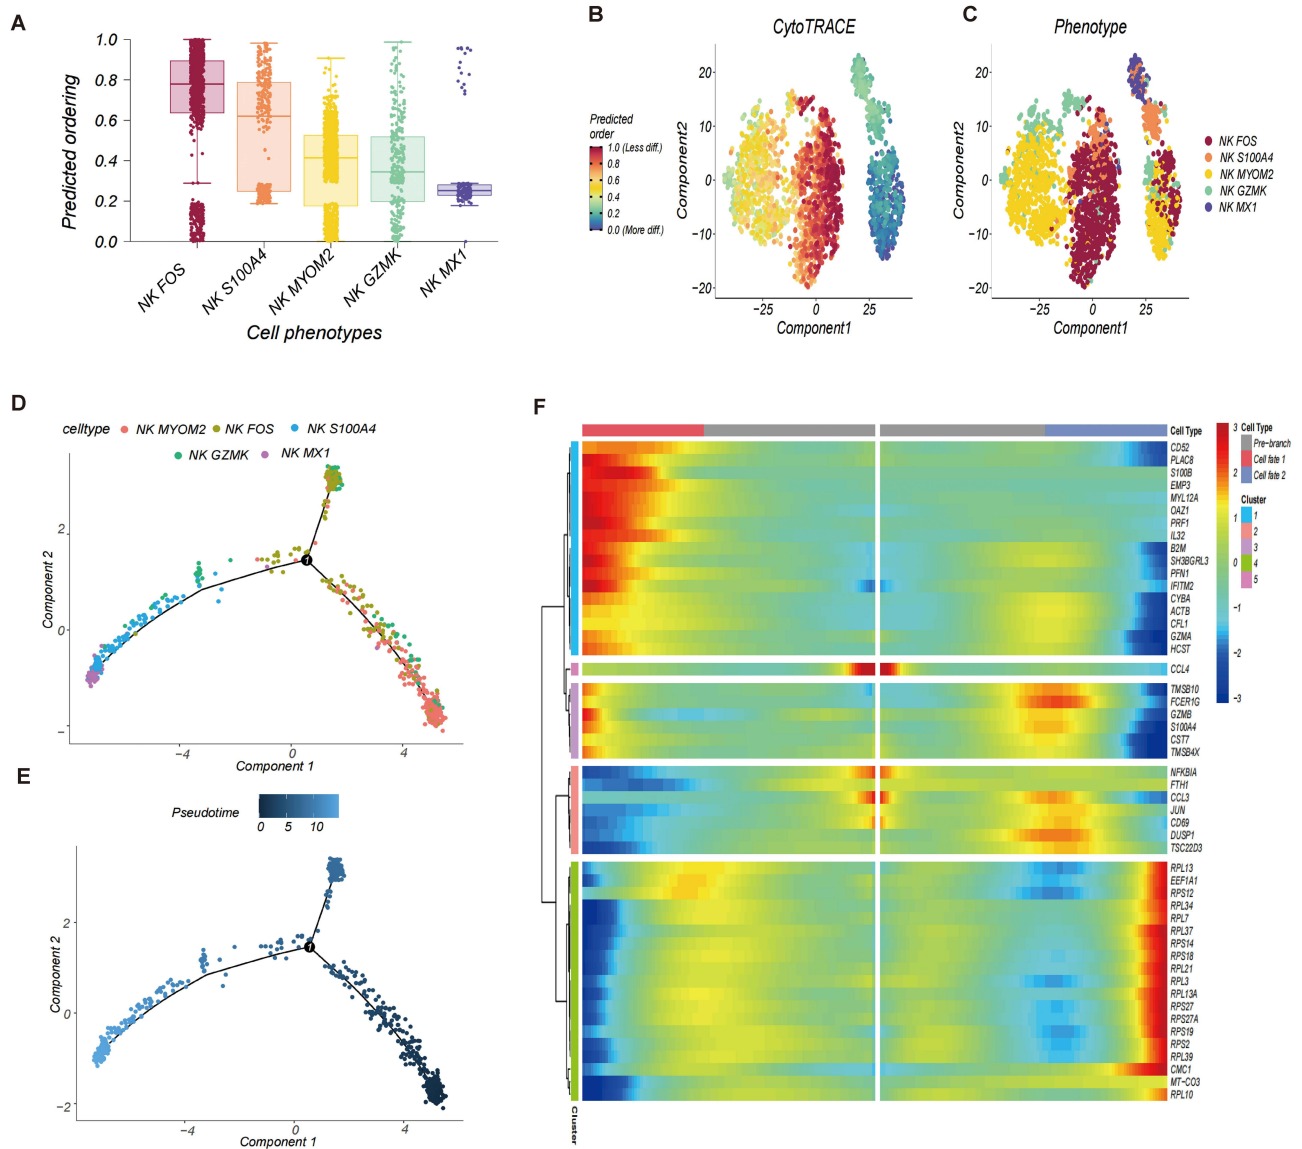 A
1.0
0.8
0.6
0.4
0.2
0.0
Predicted ordering
NK FOS
NK S100A4
NK MYOM2
NK GZMK
NK MX1
Cell phenotypes
B
CytoTRACE
20
10
0
−10
−20
Component2
−25
0
25
Component1
Predicted
order
1.0 (Less diff.)
0.8
0.6
0.4
0.2
0.0 (More diff.)
C
Phenotype
20
10
0
−10
−20
Component2
−25
0
25
Component1
NK FOS
NK S100A4
NK MYOM2
NK GZMK
NK MX1
D
celltype
NK MYOM2
NK FOS
NK S100A4
NK GZMK
NK MX1
2
0
−
Component 2
−4
0
4
Component 1
E
Pseudotime
0 5 10
2
0
−2
Component 2
−4
0
4
Component 1
F
Cell Type
CD52
PLAC8
S100B
EMP3
MYL12A
OAZ1
PRF1
IL32
B2M
SH3BGRL3
PFN1
IFITM2
CYBA
ACTB
CFL1
GZMA
HCST
CCL4
TMSB10
FCER1G
GZMB
S100A4
CST7
TMSB4X
NFKBIA
FTH1
CCL3
JUN
CD69
DUSP1
TSC22D3
RPL13
EEF1A1
RPS12
RPL34
RPL7
RPL37
RPS14
RPS18
RPL21
RPL3
RPL13A
RPS27
RPS27A
RPS19
RPS2
RPL39
CMC1
MT−CO3
RPL10
Cluster
3
2
1
0
−1
−2
−3
Cell Type
Pre−branch
Cell fate 1
Cell fate 2
Cluster
1
2
3
4
5